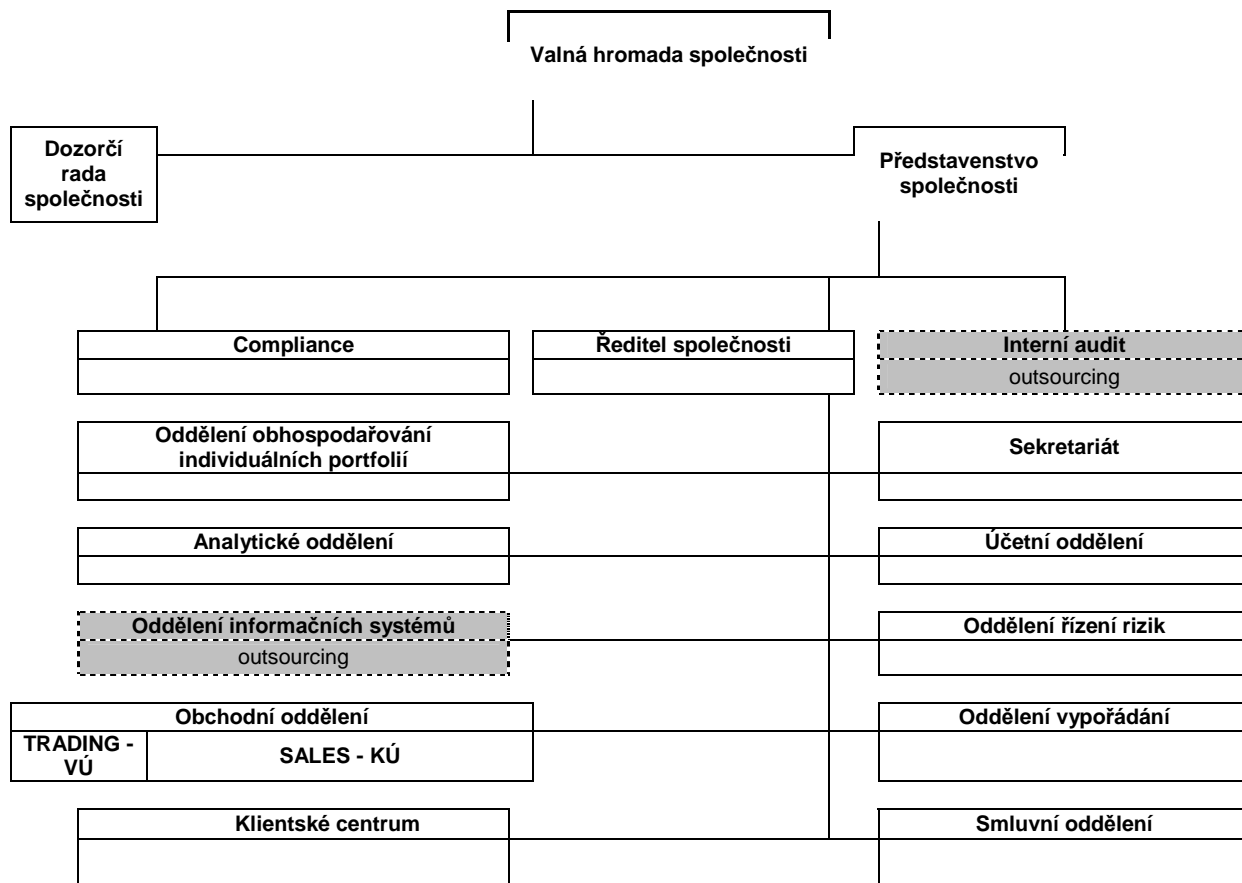 Valná hromada společnosti
Dozorčí
rada
společnosti
Představenstvo
společnosti
Compliance
Ředitel společnosti
Interní audit
outsourcing
Oddělení obhospodařování
individuálních portfolií
Sekretariát
Analytické oddělení
Účetní oddělení
Oddělení informačních systémů
outsourcing
Oddělení řízení rizik
Obchodní oddělení
TRADING -
VÚ
SALES - KÚ
Oddělení vypořádání
Klientské centrum
Smluvní oddělení